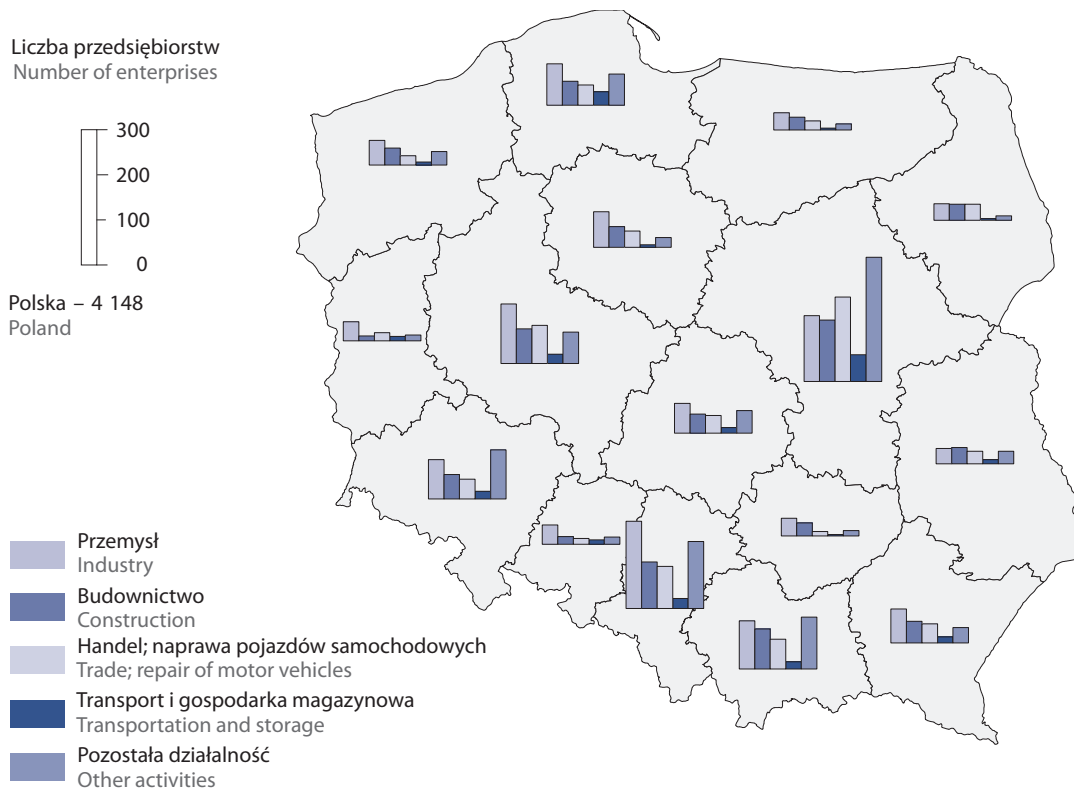 Liczba przedsiębiorstw
Number of enterprises
300
200
100
0
Polska – 4 148
Poland
Przemysł
Industry
Budownictwo
Construction
Handel; naprawa pojazdów samochodowych
Trade; repair of motor vehicles
Transport i gospodarka magazynowa
Transportation and storage
Pozostała działalność
Other activities